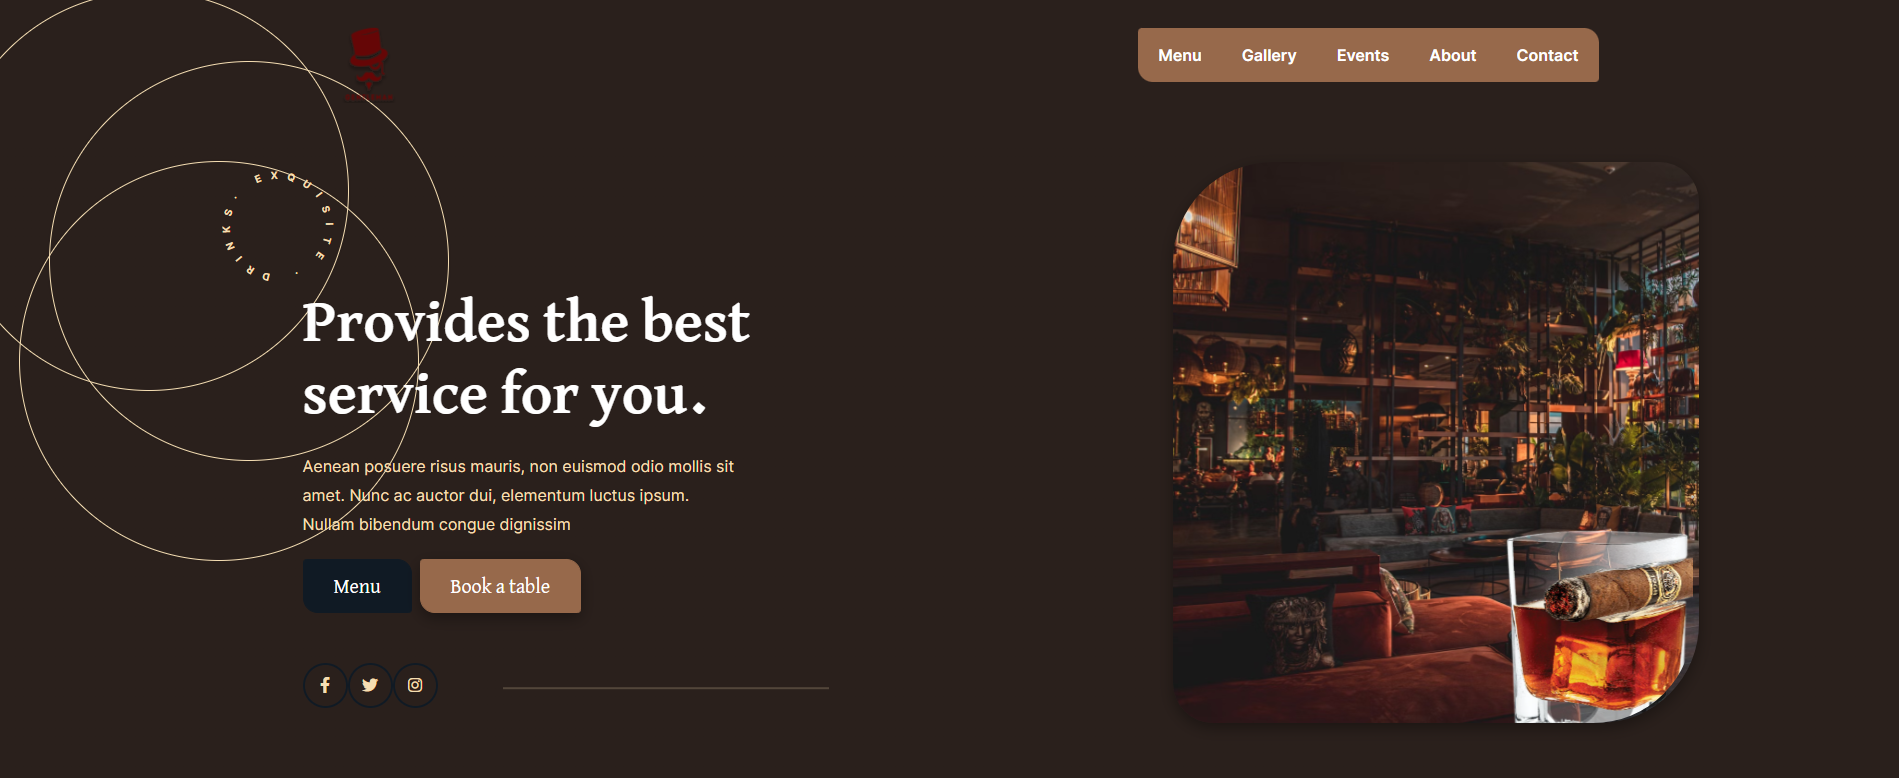 Menu Gallery Events About Contact
EXQUISITE . DRINKS .
Provides the best
service for you.
Aenean posuere risus mauris, non euismod odio mollis sit
amet. Nunc ac auctor dui, elementum luctus ipsum.
Nullam bibendum congue dignissim
Menu
Book a table